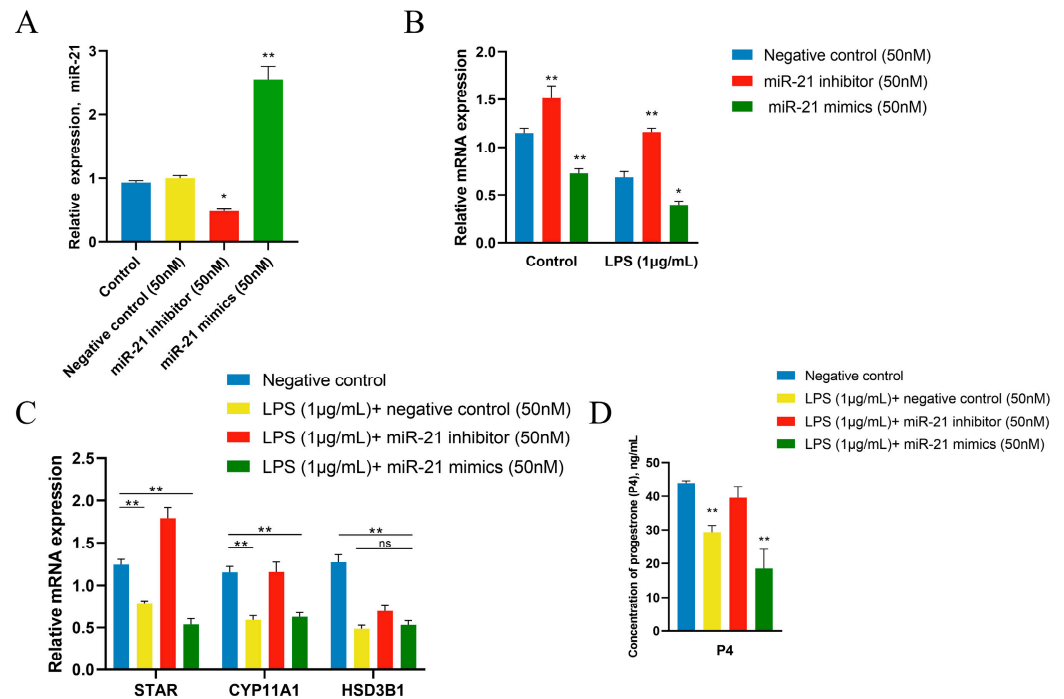 A
Relative expression, miR-21
3
2
1
0
**
*
Control
Negative control (50nM)
miR-21 inhibitor (50nM)
miR-21 mimics (50nM)
B
Relative mRNA expression
2.0
1.5
1.0
0.5
0.0
**
**
**
*
Control
LPS (1µg/mL)
Negative control (50nM)
miR-21 inhibitor (50nM)
miR-21 mimics (50nM)
C
Negative control
LPS (1µg/mL)+ negative control (50nM)
LPS (1µg/mL)+ miR-21 inhibitor (50nM)
LPS (1µg/mL)+ miR-21 mimics (50nM)
Relative mRNA expression
2.5
2.0
1.5
1.0
0.5
0.0
**
**
**
**
**
ns
STAR
CYP11A1
HSD3B1
D
Negative control
LPS (1µg/mL)+ negative control (50nM)
LPS (1µg/mL)+ miR-21 inhibitor (50nM)
LPS (1µg/mL)+ miR-21 mimics (50nM)
Concentration of progestrone (P4), ng/mL
50
40
30
20
10
0
**
**
P4